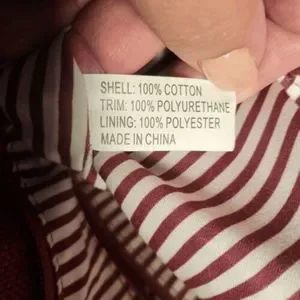 SHELL: 100% COTTON
TRIM: 100% POLYURETHANE
LINING: 100% POLYESTER
MADE IN CHINA